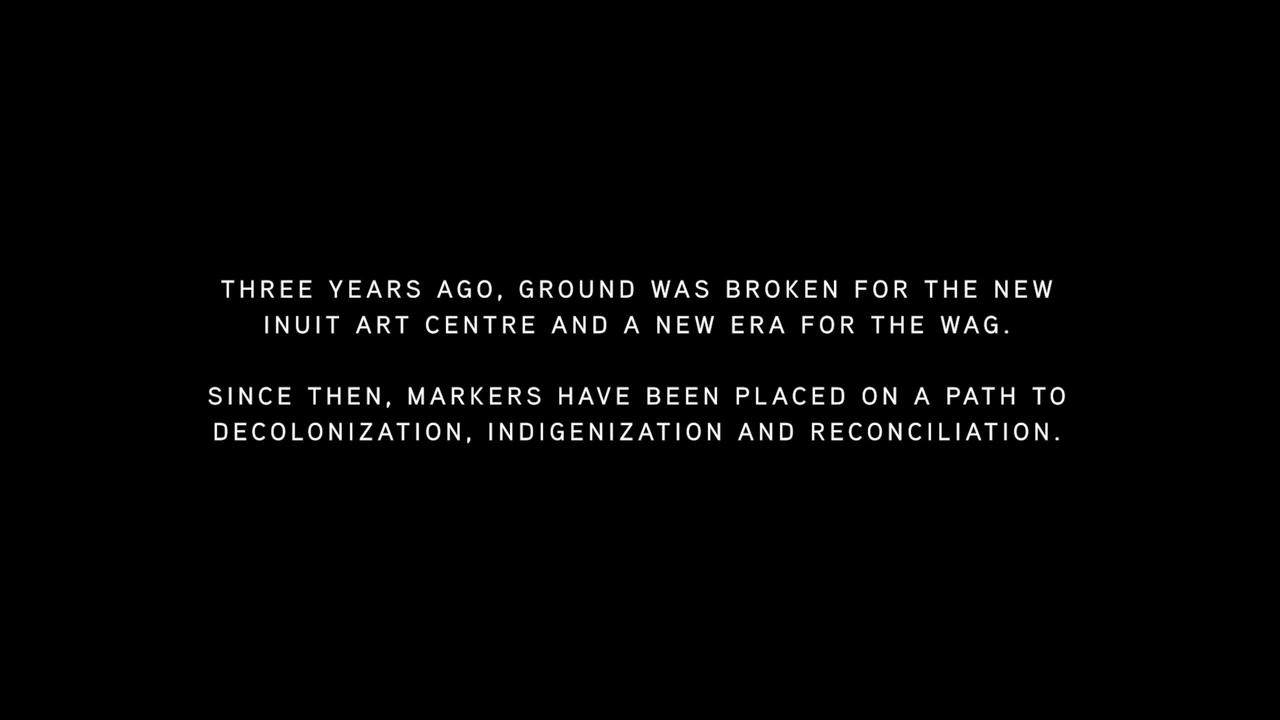 THREE YEARS AGO, GROUND WAS BROKEN FOR THE NEW
INUIT ART CENTRE AND A NEW ERA FOR THE WAG.
SINCE THEN, MARKERS HAVE BEEN PLACED ON A PATH TO
DECOLONIZATION, INDIGENIZATION AND RECONCILIATION.